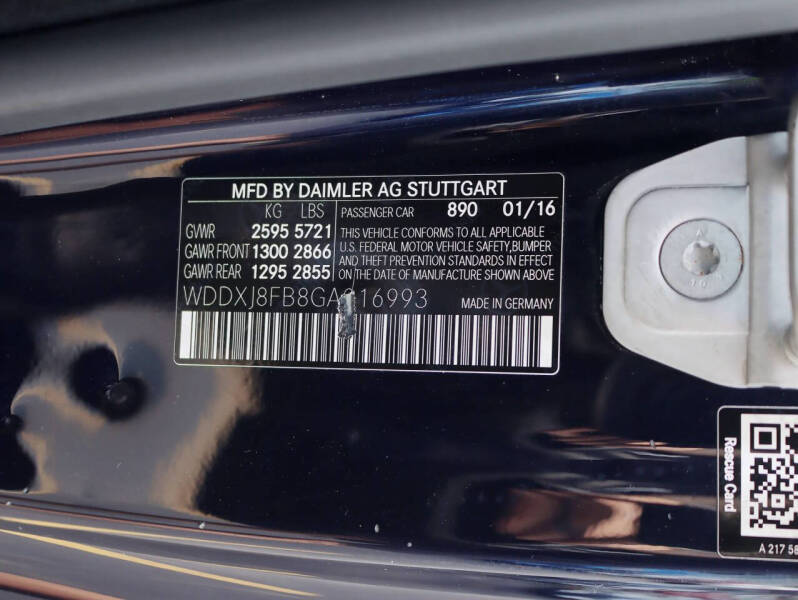 MFD BY DAIMLER AG STUTTGART
KG LBS
GVWR 2595 5721
GAWR FRONT 1300 2866
GAWR REAR 1295 2855
PASSENGER CAR 890 01/16
THIS VEHICLE CONFORMS TO ALL APPLICABLE
U.S. FEDERAL MOTOR VEHICLE SAFETY,BUMPER
AND THEFT PREVENTION STANDARDS IN EFFECT
ON THE DATE OF MANUFACTURE SHOWN ABOVE
MADE IN GERMANY
Rescue Card
A 217 58